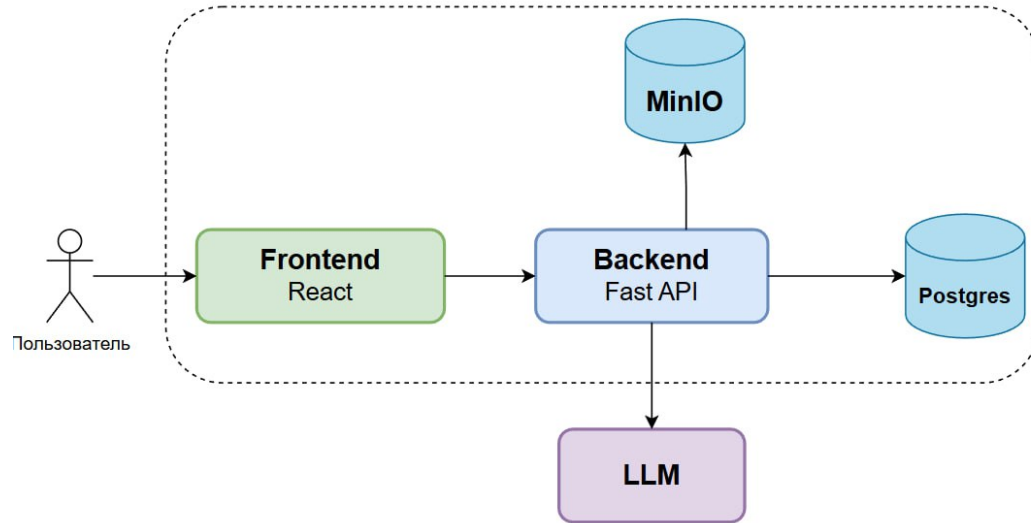 MinIO
Frontend
React
Backend
Fast API
Postgres
Пользователь
LLM